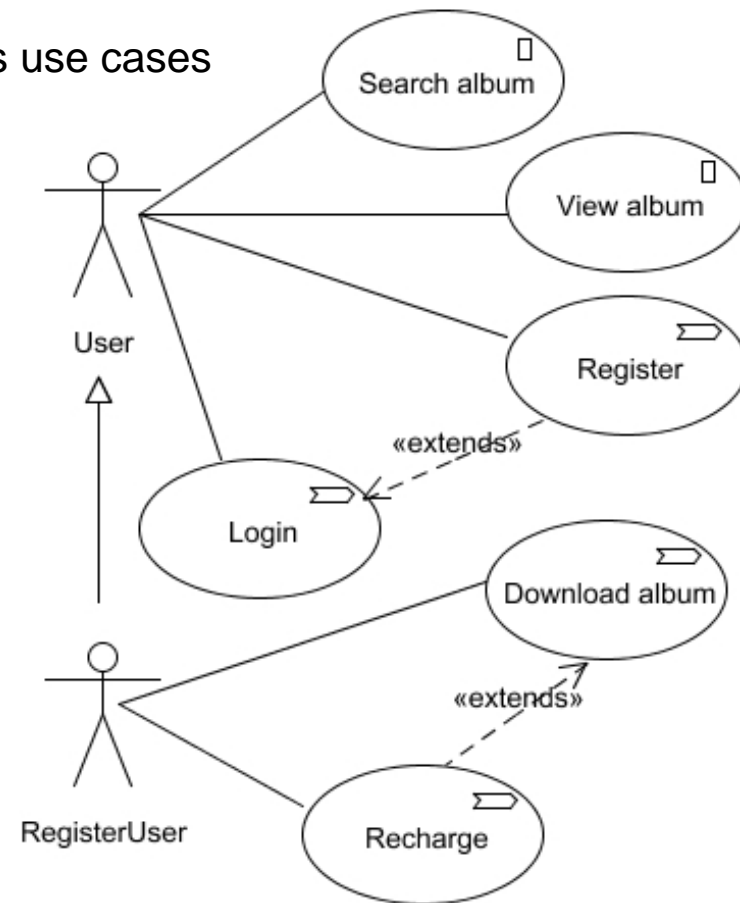 s use cases
Search album
View album
User
Register
«extends»
Login
Download album
«extends»
RegisterUser
Recharge